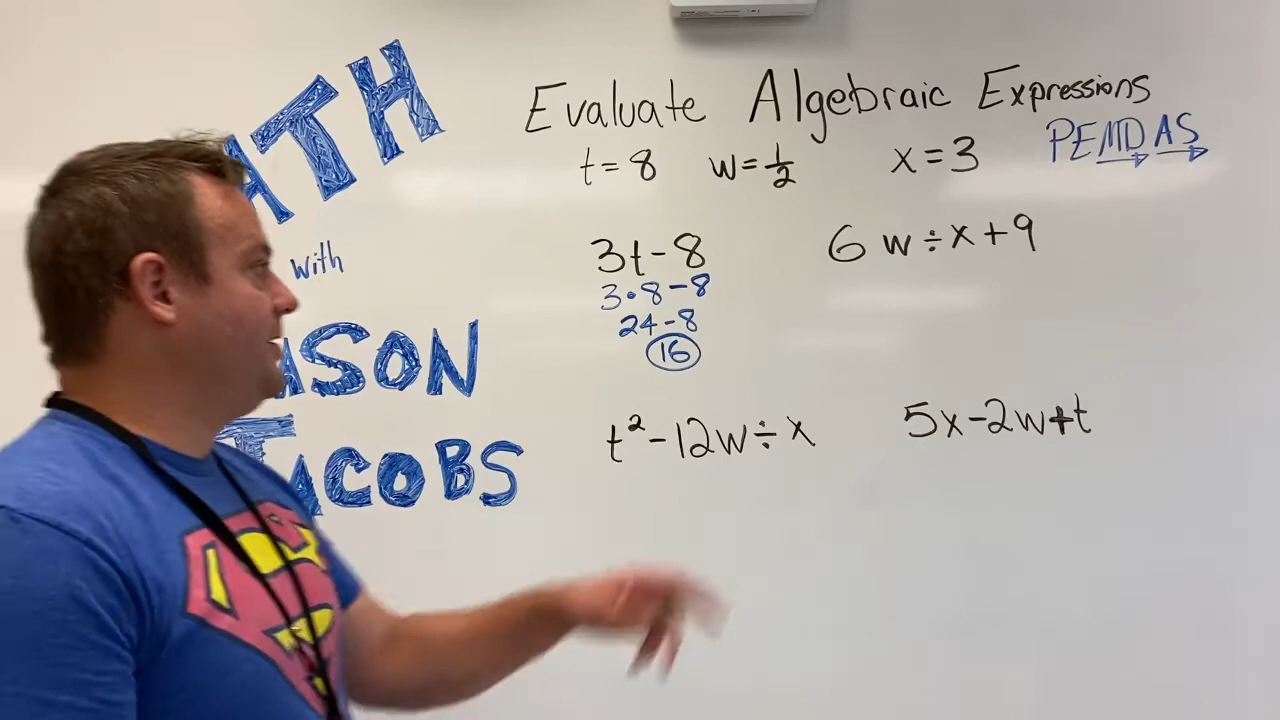 ATH
with
ASON
JACOBS
Evaluate Algebraic Expressions
t=8 w=1/2 x=3 PEMDAS
3t-8
3•8-8
24-8
16
6w÷x+9
t²-12w÷x
5x-2w+t